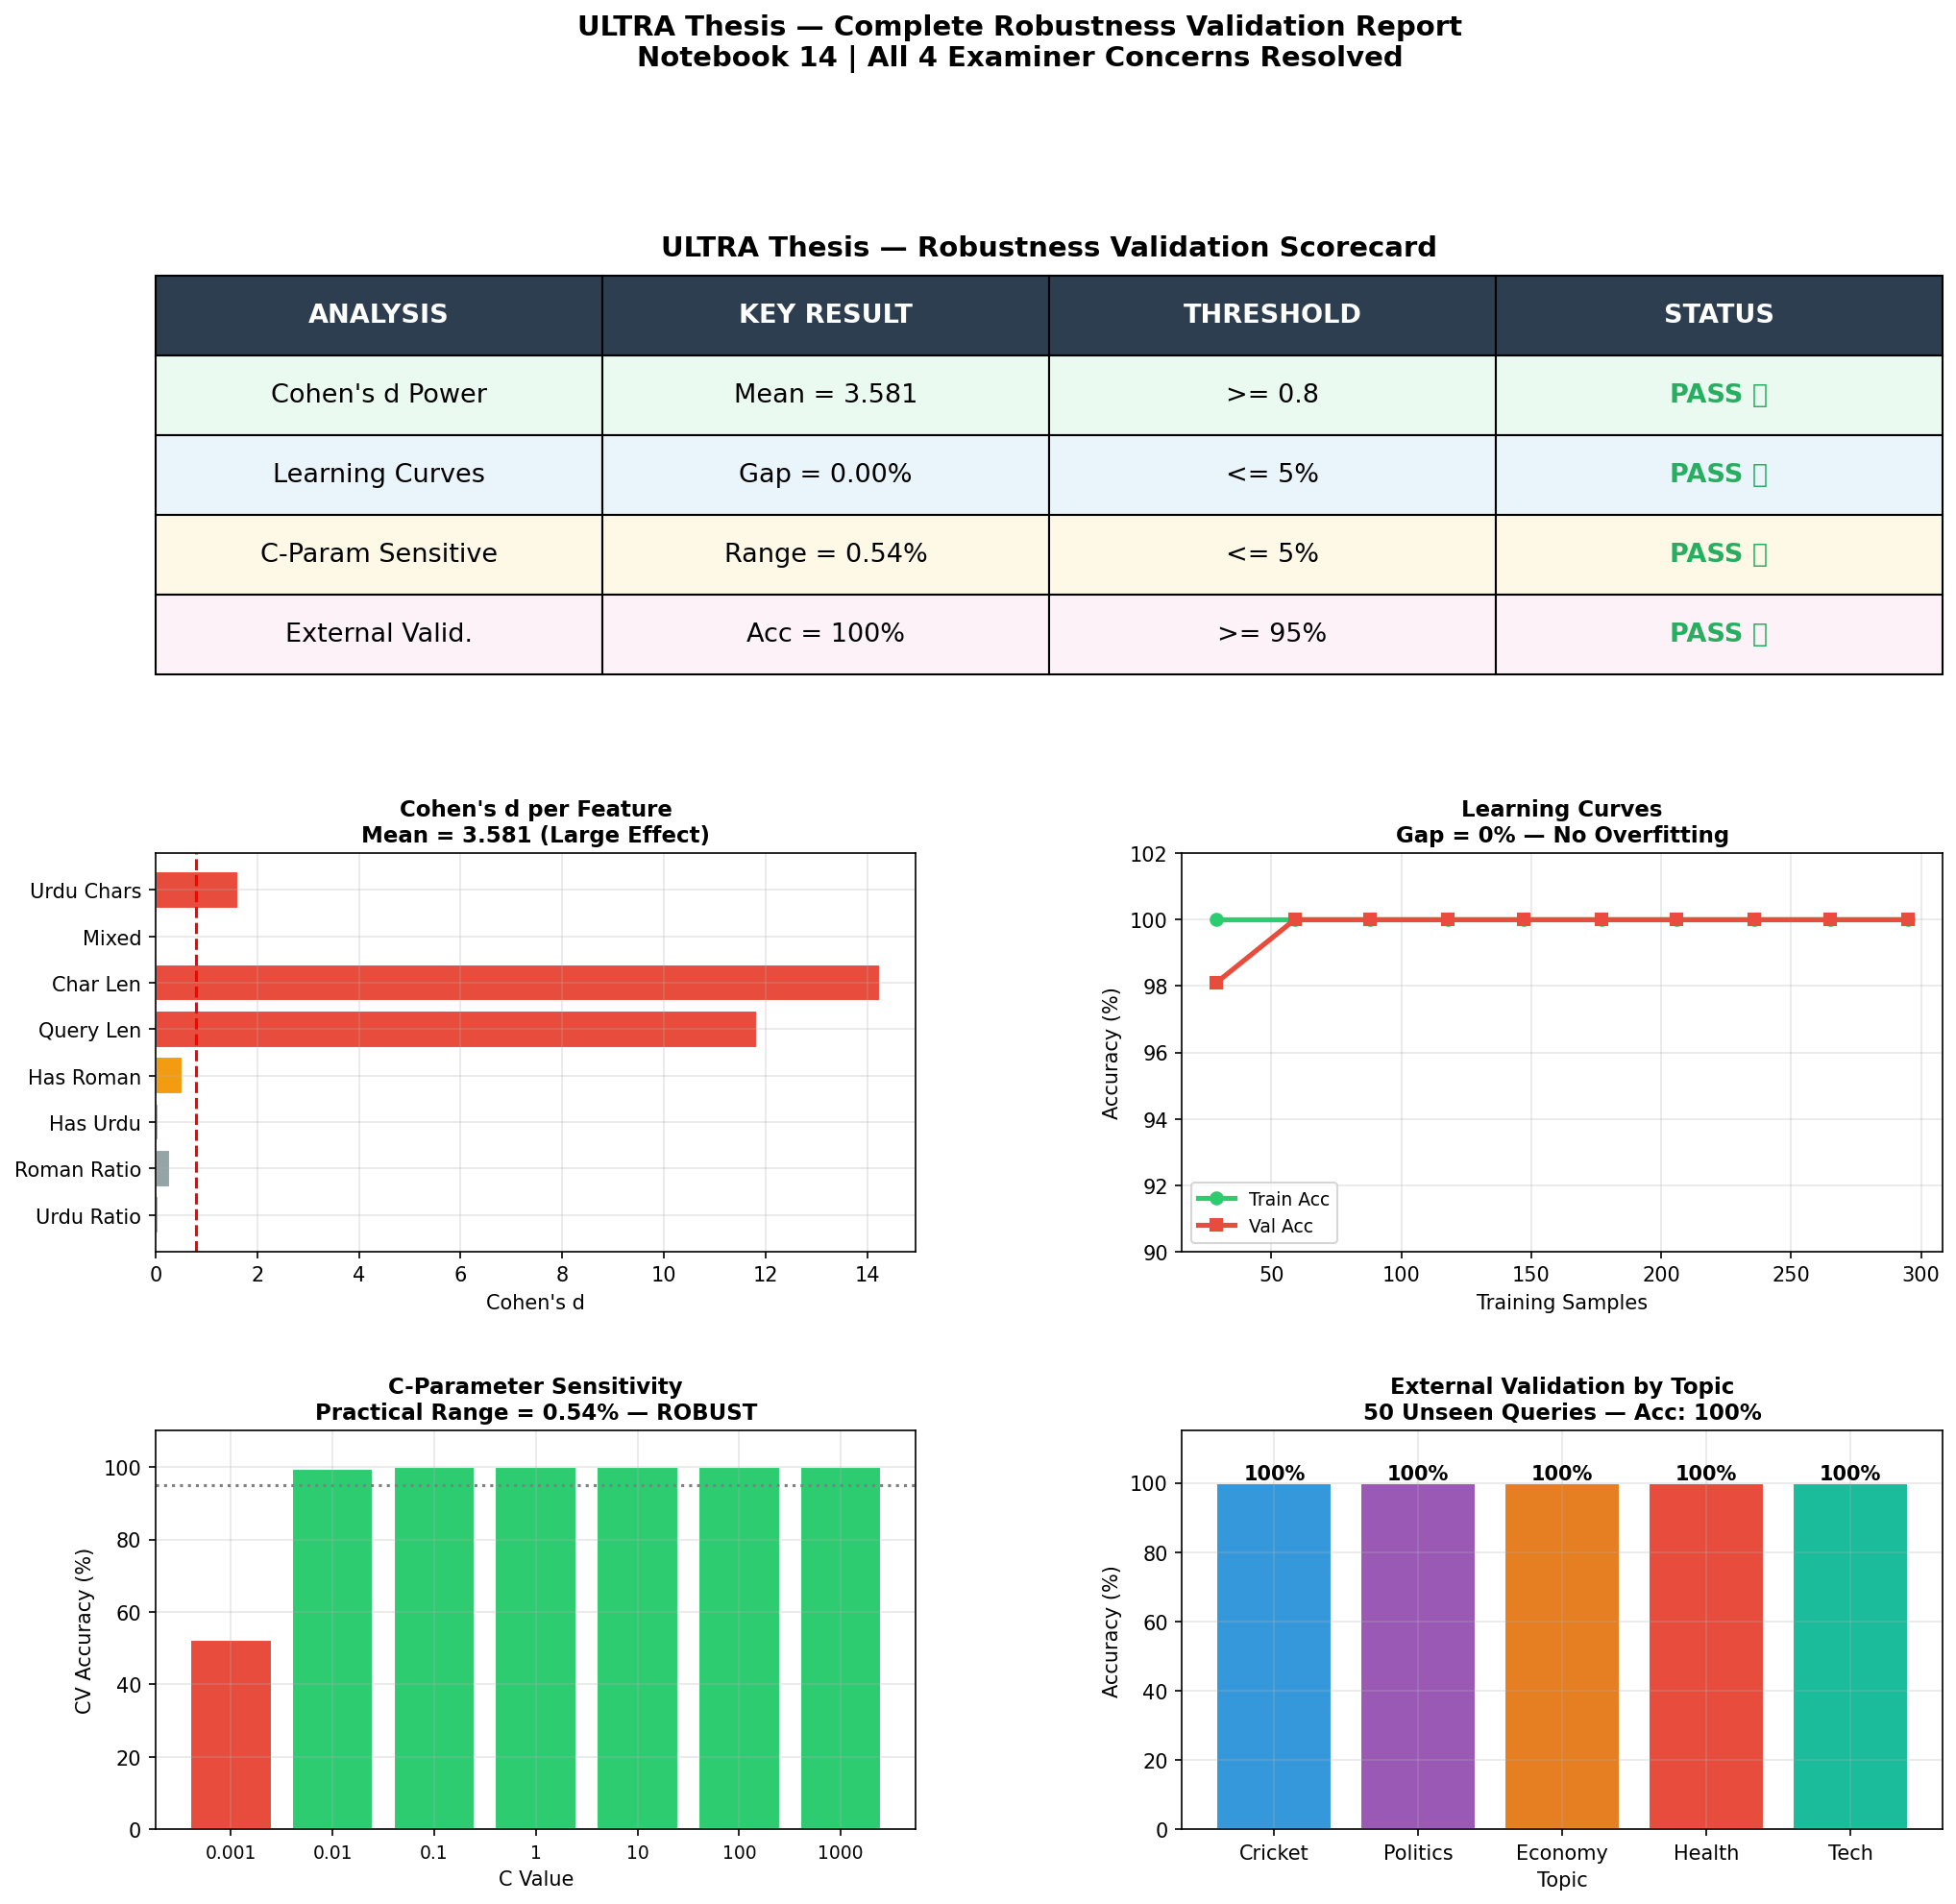 ULTRA Thesis — Complete Robustness Validation Report
Notebook 14 | All 4 Examiner Concerns Resolved
ULTRA Thesis — Robustness Validation Scorecard
ANALYSIS KEY RESULT THRESHOLD STATUS
Cohen's d Power Mean = 3.581 >= 0.8 PASS
Learning Curves Gap = 0.00% <= 5% PASS
C-Param Sensitive Range = 0.54% <= 5% PASS
External Valid. Acc = 100% >= 95% PASS
Cohen's d per Feature
Mean = 3.581 (Large Effect)
Urdu Chars
Mixed
Char Len
Query Len
Has Roman
Has Urdu
Roman Ratio
Urdu Ratio
0 2 4 6 8 10 12 14
Cohen's d
Learning Curves
Gap = 0% — No Overfitting
102
100
98
96
94
92
90
Accuracy (%)
Train Acc
Val Acc
50 100 150 200 250 300
Training Samples
C-Parameter Sensitivity
Practical Range = 0.54% — ROBUST
100
80
60
40
20
0
CV Accuracy (%)
0.001 0.01 0.1 1 10 100 1000
C Value
External Validation by Topic
50 Unseen Queries — Acc: 100%
100% 100% 100% 100% 100%
100
80
60
40
20
0
Accuracy (%)
Cricket Politics Economy Health Tech
Topic